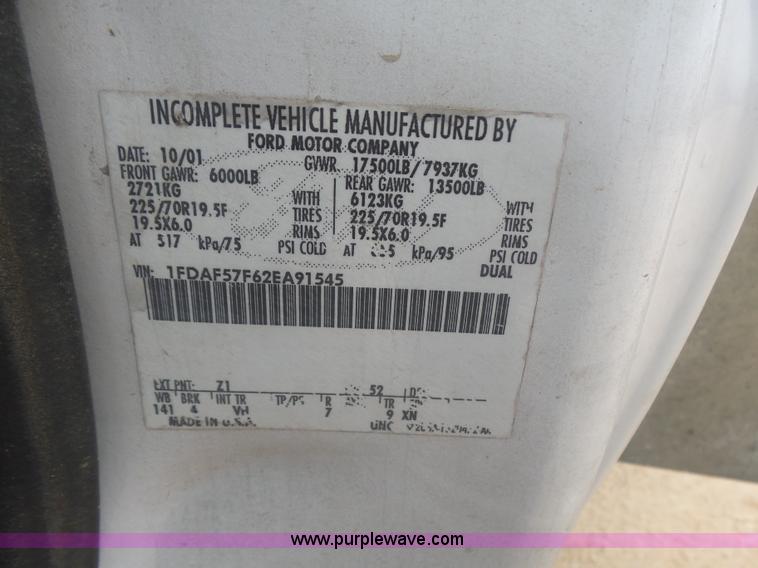 INCOMPLETE VEHICLE MANUFACTURED BY
FORD MOTOR COMPANY
DATE: 10/01 GVWR 17500LB/7937KG
FRONT GAWR: 6000LB REAR GAWR: 13500LB
2721KG WITH 6123KG WITH
225/70R19.5F TIRES 225/70R19.5F TIRES
19.5X6.0 RIMS 19.5X6.0 RIMS
AT 517 kPa/75 PSI COLD AT kPa/95 PSI COLD
DUAL
VIN: 1FDAF57F62EA91545
EXT PNT: Z1 52
WB BRK INT TR TP/PS R TR
141 4 VH 7 9 XN
MADE IN U.S.A. UNC
www.purplewave.com